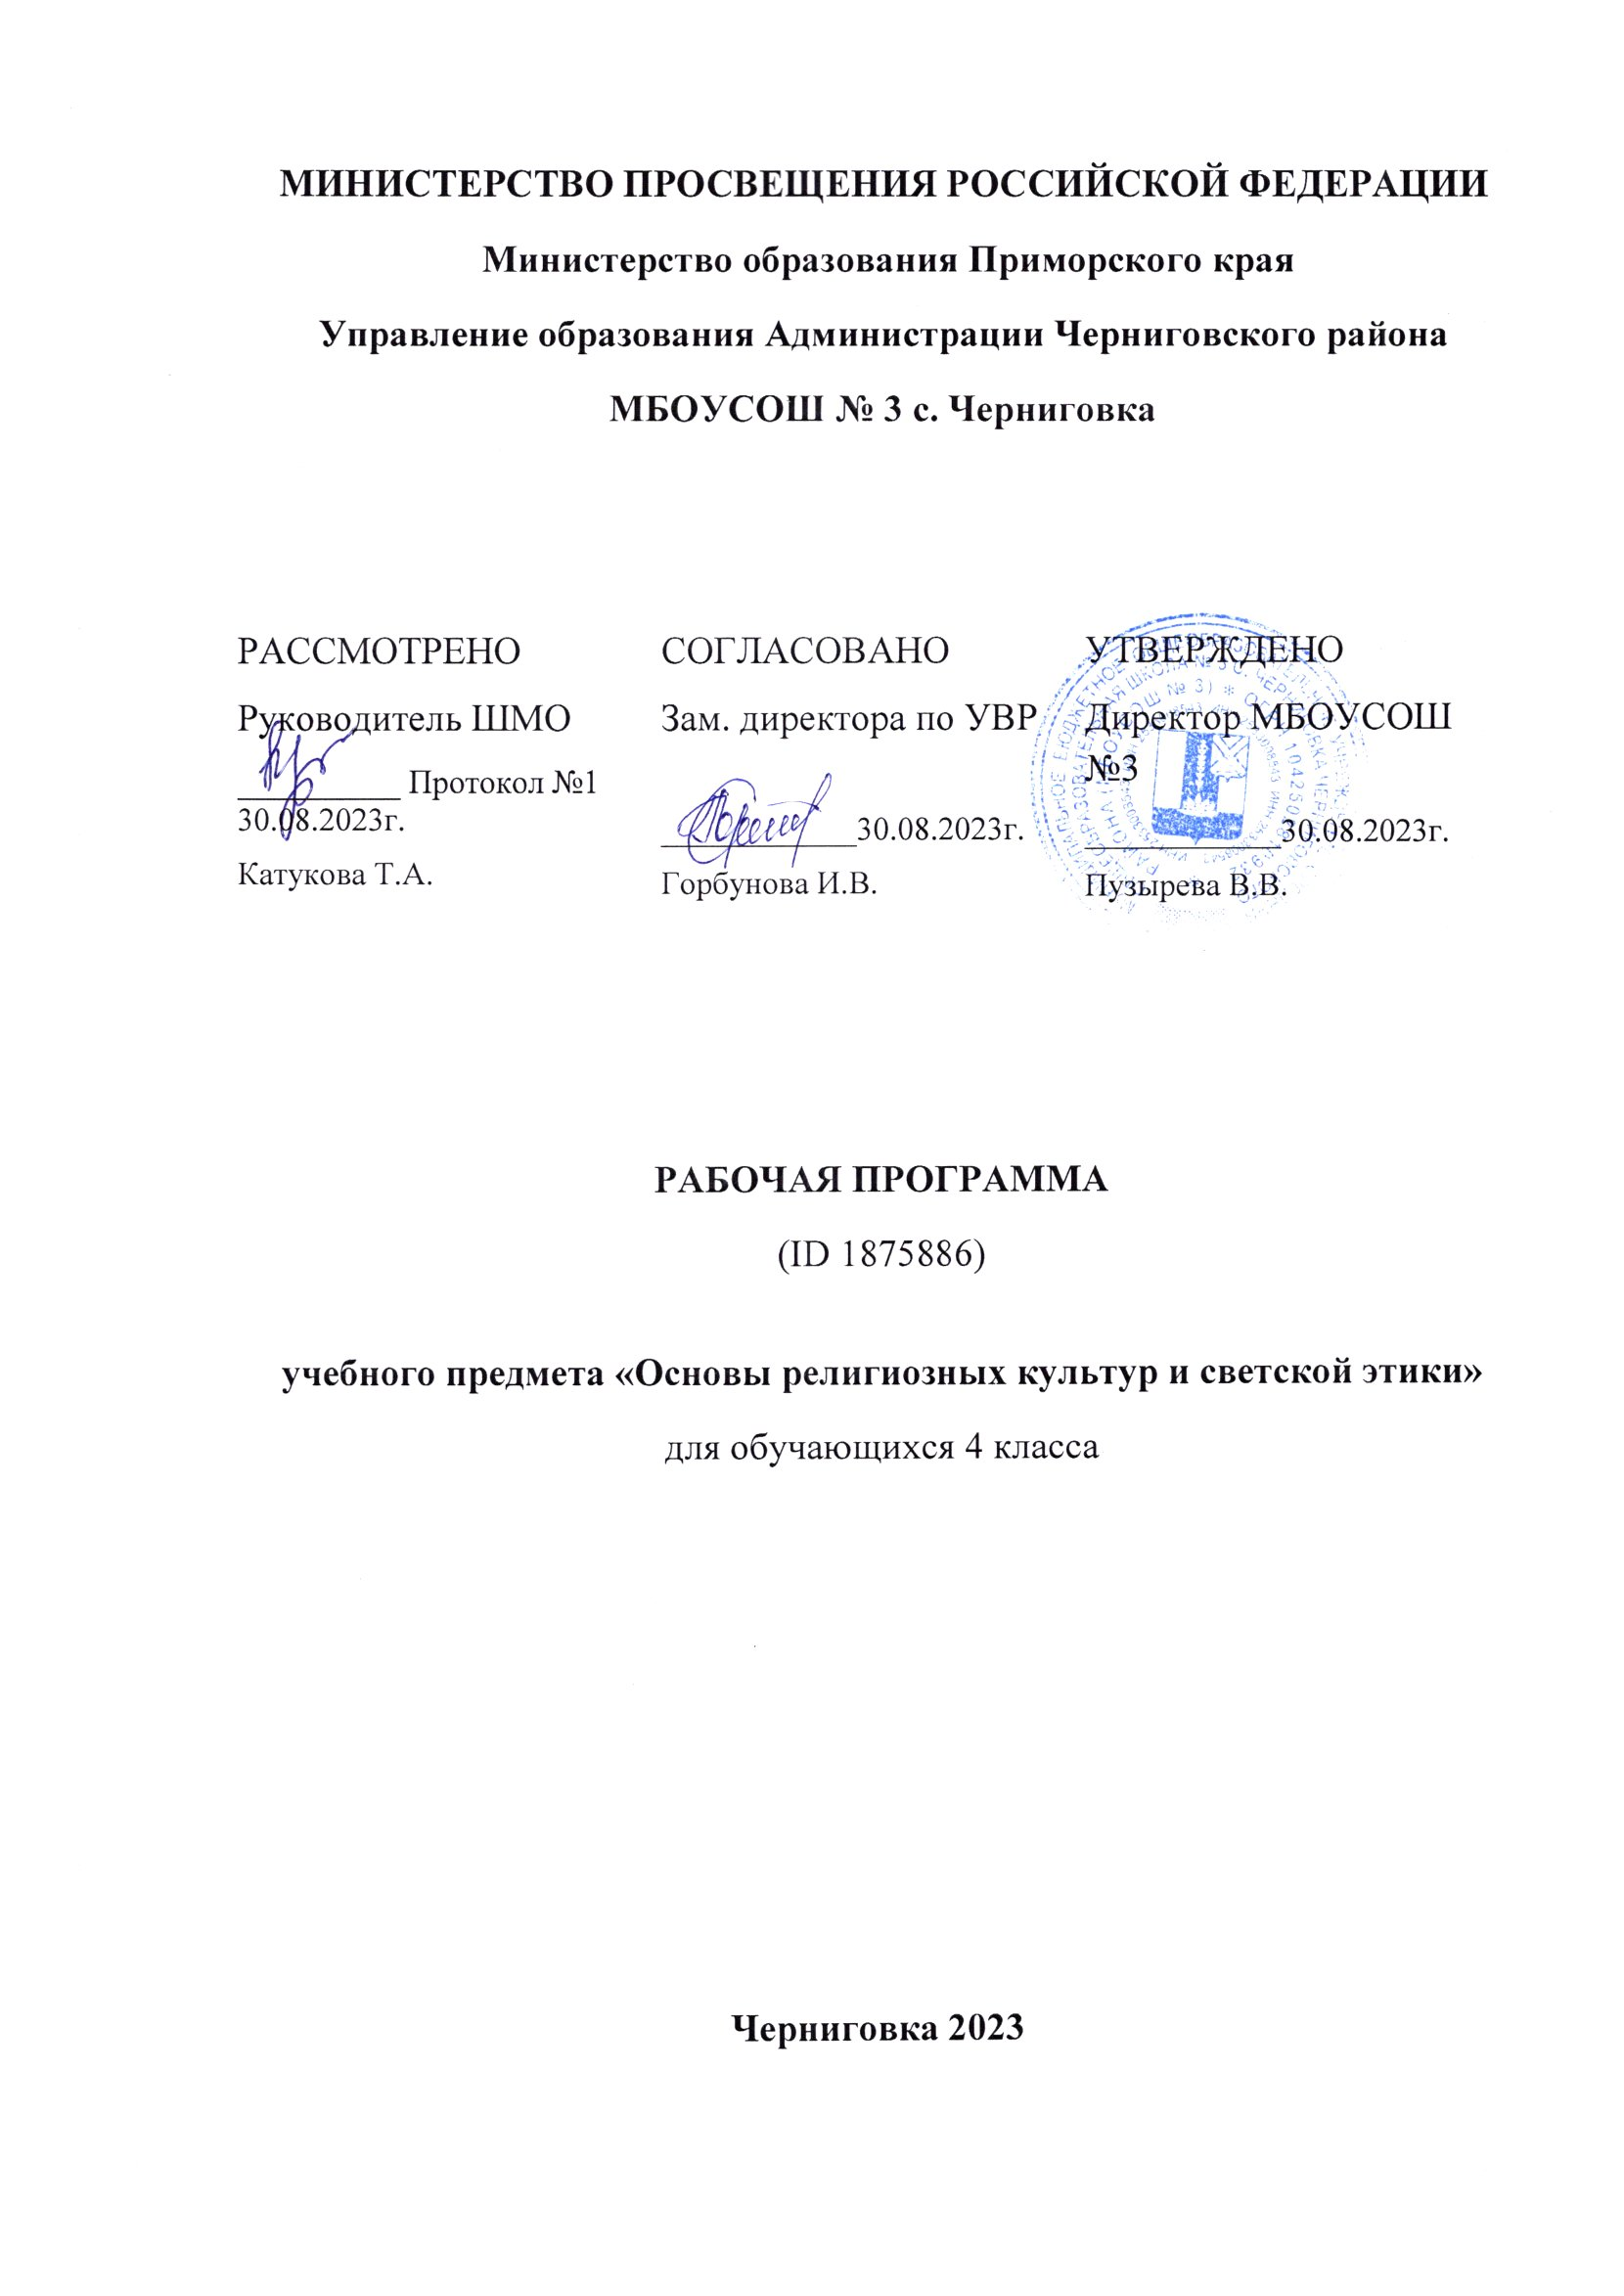 МИНИСТЕРСТВО ПРОСВЕЩЕНИЯ РОССИЙСКОЙ ФЕДЕРАЦИИ
Министерство образования Приморского края
Управление образования Администрации Черниговского района
МБОУСОШ № 3 с. Черниговка
РАССМОТРЕНО
Руководитель ШМО
____________ Протокол №1
30.08.2023г.
Катукова Т.А.
СОГЛАСОВАНО
Зам. директора по УВР
____________30.08.2023г.
Горбунова И.В.
УТВЕРЖДЕНО
Директор МБОУСОШ
№3
____________30.08.2023г.
Пузырева В.В.
РАБОЧАЯ ПРОГРАММА
(ID 1875886)
учебного предмета «Основы религиозных культур и светской этики»
для обучающихся 4 класса
Черниговка 2023